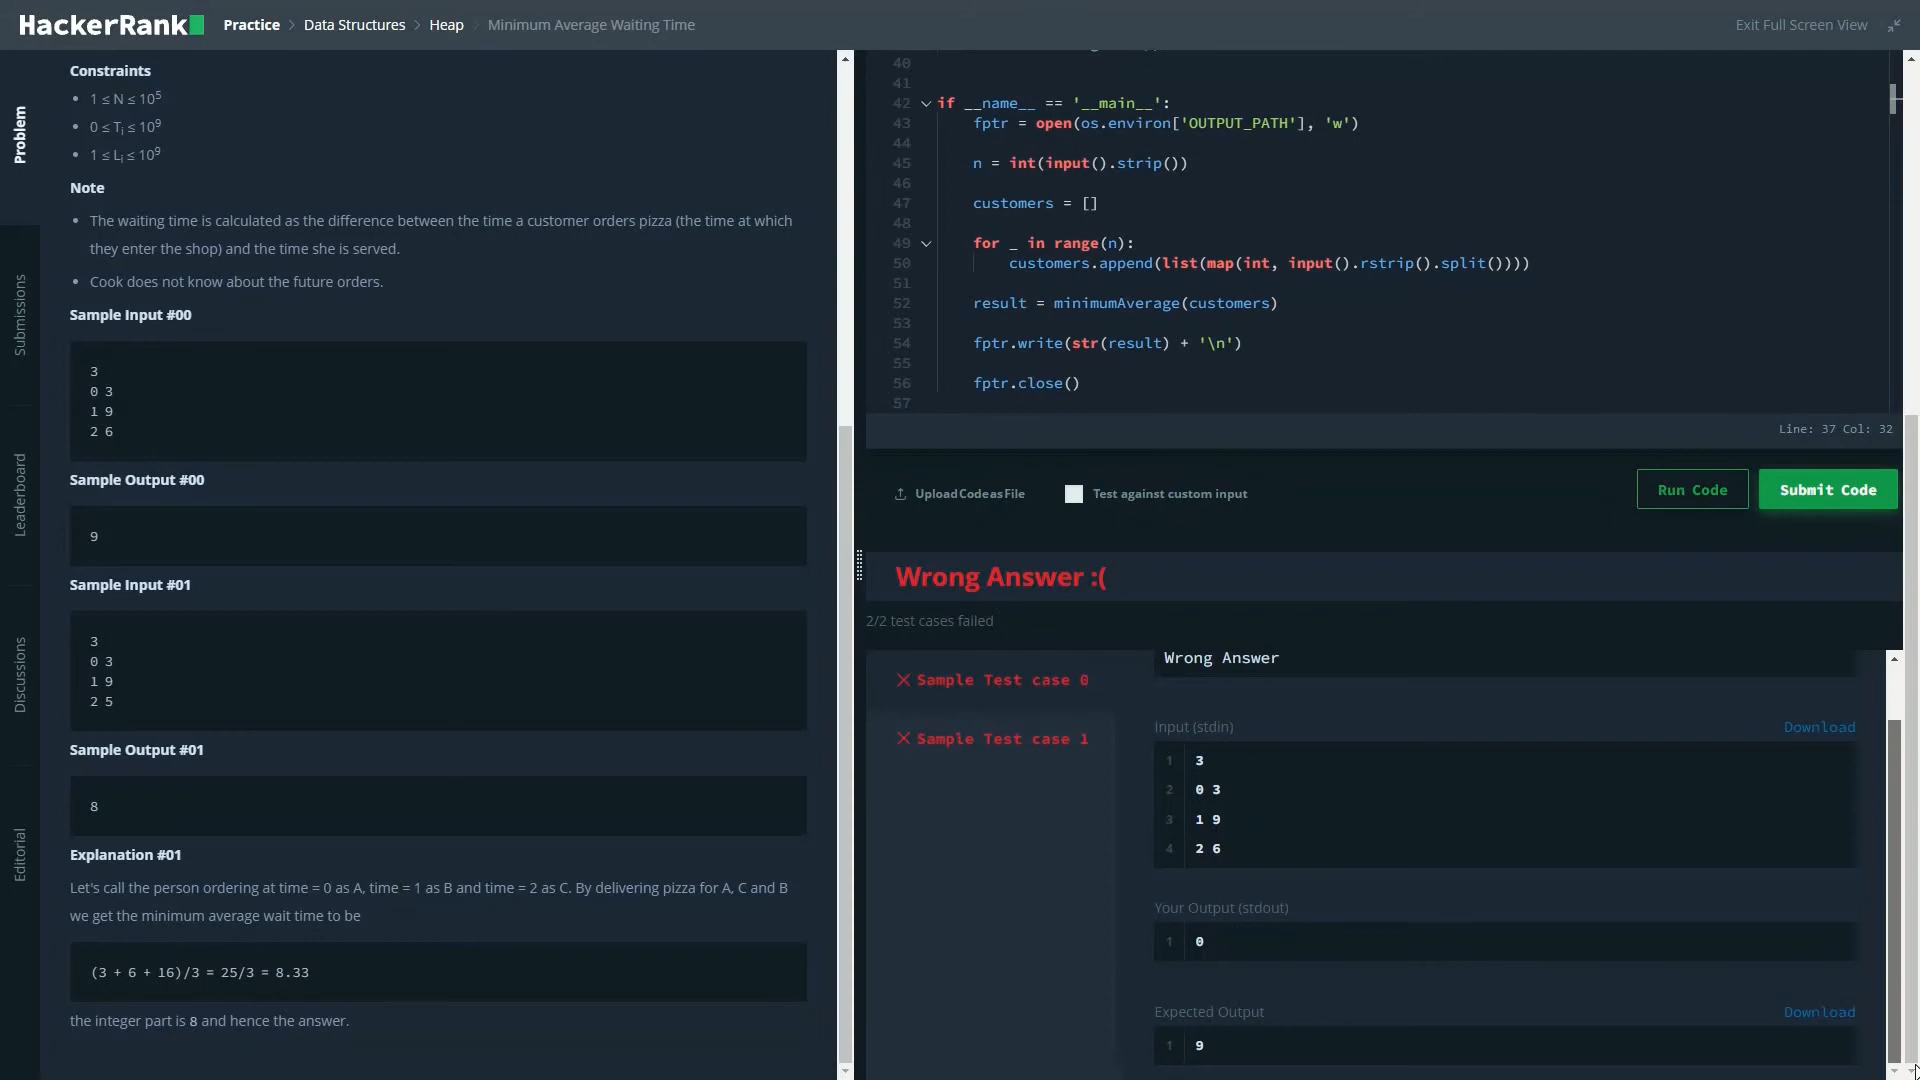 HackerRank
Practice > Data Structures > Heap > Minimum Average Waiting Time
Exit Full Screen View
Problem
Submissions
Leaderboard
Discussions
Editorial
Constraints
• 1 ≤ N ≤ 10⁵
• 0 ≤ Tᵢ ≤ 10⁹
• 1 ≤ Lᵢ ≤ 10⁹
Note
• The waiting time is calculated as the difference between the time a customer orders pizza (the time at which
they enter the shop) and the time she is served.
• Cook does not know about the future orders.
Sample Input #00
3
0 3
1 9
2 6
Sample Output #00
9
Sample Input #01
3
0 3
1 9
2 5
Sample Output #01
8
Explanation #01
Let's call the person ordering at time = 0 as A, time = 1 as B and time = 2 as C. By delivering pizza for A, C and B
we get the minimum average wait time to be
(3 + 6 + 16)/3 = 25/3 = 8.33
the integer part is 8 and hence the answer.
40
41
42 if __name__ == '__main__':
43     fptr = open(os.environ['OUTPUT_PATH'], 'w')
44
45     n = int(input().strip())
46
47     customers = []
48
49     for _ in range(n):
50         customers.append(list(map(int, input().rstrip().split())))
51
52     result = minimumAverage(customers)
53
54     fptr.write(str(result) + '\n')
55
56     fptr.close()
57
Line: 37 Col: 32
Upload Code as File
Test against custom input
Run Code
Submit Code
Wrong Answer :(
2/2 test cases failed
Sample Test case 0
Sample Test case 1
Wrong Answer
Input (stdin)
Download
1 3
2 0 3
3 1 9
4 2 6
Your Output (stdout)
1 0
Expected Output
Download
1 9